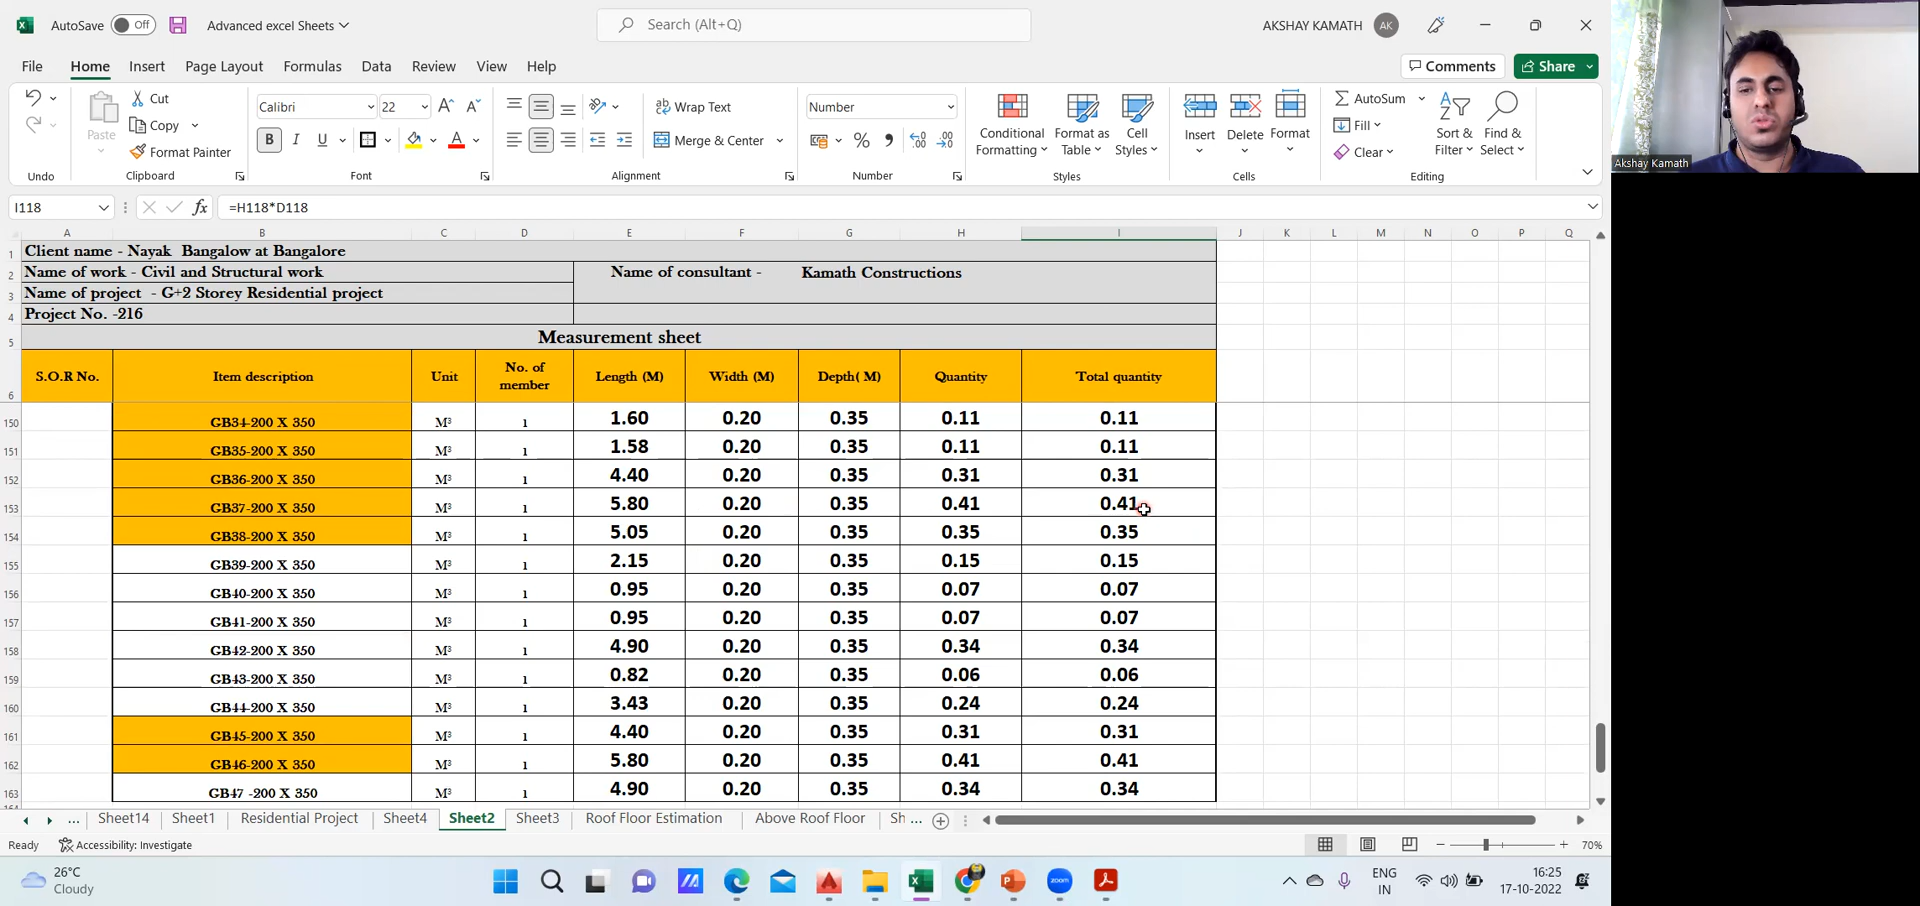 AutoSave Off Advanced excel Sheets Search (Alt+Q) AKSHAY KAMATH AK
File Home Insert Page Layout Formulas Data Review View Help Comments Share
Paste Cut Copy Format Painter
Calibri 22
B I U
Wrap Text
Merge & Center
Number
Conditional Formatting Format as Table Cell Styles
Insert Delete Format
AutoSum Fill Clear
Sort & Filter Find & Select
Undo Clipboard Font Alignment Number Styles Cells Editing
Akshay Kamath
I118 fx =H118*D118
A B C D E F G H I J K L M N O P Q
1 Client name - Nayak Bangalow at Bangalore
2 Name of work - Civil and Structural work Name of consultant - Kamath Constructions
3 Name of project - G+2 Storey Residential project
4 Project No. -216
5 Measurement sheet
6 S.O.R No. Item description Unit No. of member Length (M) Width (M) Depth( M) Quantity Total quantity
150 GB34-200 X 350 M³ 1 1.60 0.20 0.35 0.11 0.11
151 GB35-200 X 350 M³ 1 1.58 0.20 0.35 0.11 0.11
152 GB36-200 X 350 M³ 1 4.40 0.20 0.35 0.31 0.31
153 GB37-200 X 350 M³ 1 5.80 0.20 0.35 0.41 0.41
154 GB38-200 X 350 M³ 1 5.05 0.20 0.35 0.35 0.35
155 GB39-200 X 350 M³ 1 2.15 0.20 0.35 0.15 0.15
156 GB40-200 X 350 M³ 1 0.95 0.20 0.35 0.07 0.07
157 GB41-200 X 350 M³ 1 0.95 0.20 0.35 0.07 0.07
158 GB42-200 X 350 M³ 1 4.90 0.20 0.35 0.34 0.34
159 GB43-200 X 350 M³ 1 0.82 0.20 0.35 0.06 0.06
160 GB44-200 X 350 M³ 1 3.43 0.20 0.35 0.24 0.24
161 GB45-200 X 350 M³ 1 4.40 0.20 0.35 0.31 0.31
162 GB46-200 X 350 M³ 1 5.80 0.20 0.35 0.41 0.41
163 GB47 -200 X 350 M³ 1 4.90 0.20 0.35 0.34 0.34
... Sheet14 Sheet1 Residential Project Sheet4 Sheet2 Sheet3 Roof Floor Estimation Above Roof Floor Sh ...
Ready Accessibility: Investigate 70%
26°C
Cloudy
zoom
ENG
IN
16:25
17-10-2022